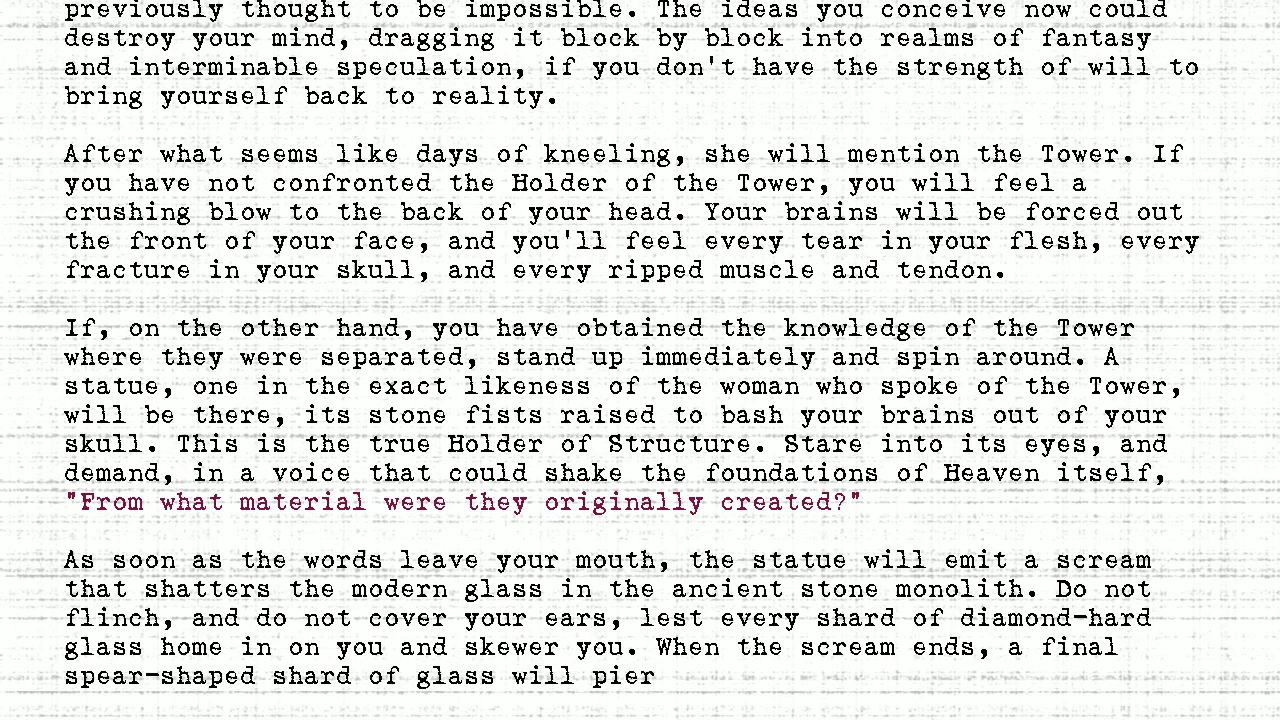 previously thought to be impossible. The ideas you conceive now could
destroy your mind, dragging it block by block into realms of fantasy
and interminable speculation, if you don't have the strength of will to
bring yourself back to reality.
After what seems like days of kneeling, she will mention the Tower. If
you have not confronted the Holder of the Tower, you will feel a
crushing blow to the back of your head. Your brains will be forced out
the front of your face, and you'll feel every tear in your flesh, every
fracture in your skull, and every ripped muscle and tendon.
If, on the other hand, you have obtained the knowledge of the Tower
where they were separated, stand up immediately and spin around. A
statue, one in the exact likeness of the woman who spoke of the Tower,
will be there, its stone fists raised to bash your brains out of your
skull. This is the true Holder of Structure. Stare into its eyes, and
demand, in a voice that could shake the foundations of Heaven itself,
"From what material were they originally created?"
As soon as the words leave your mouth, the statue will emit a scream
that shatters the modern glass in the ancient stone monolith. Do not
flinch, and do not cover your ears, lest every shard of diamond-hard
glass home in on you and skewer you. When the scream ends, a final
spear-shaped shard of glass will pier